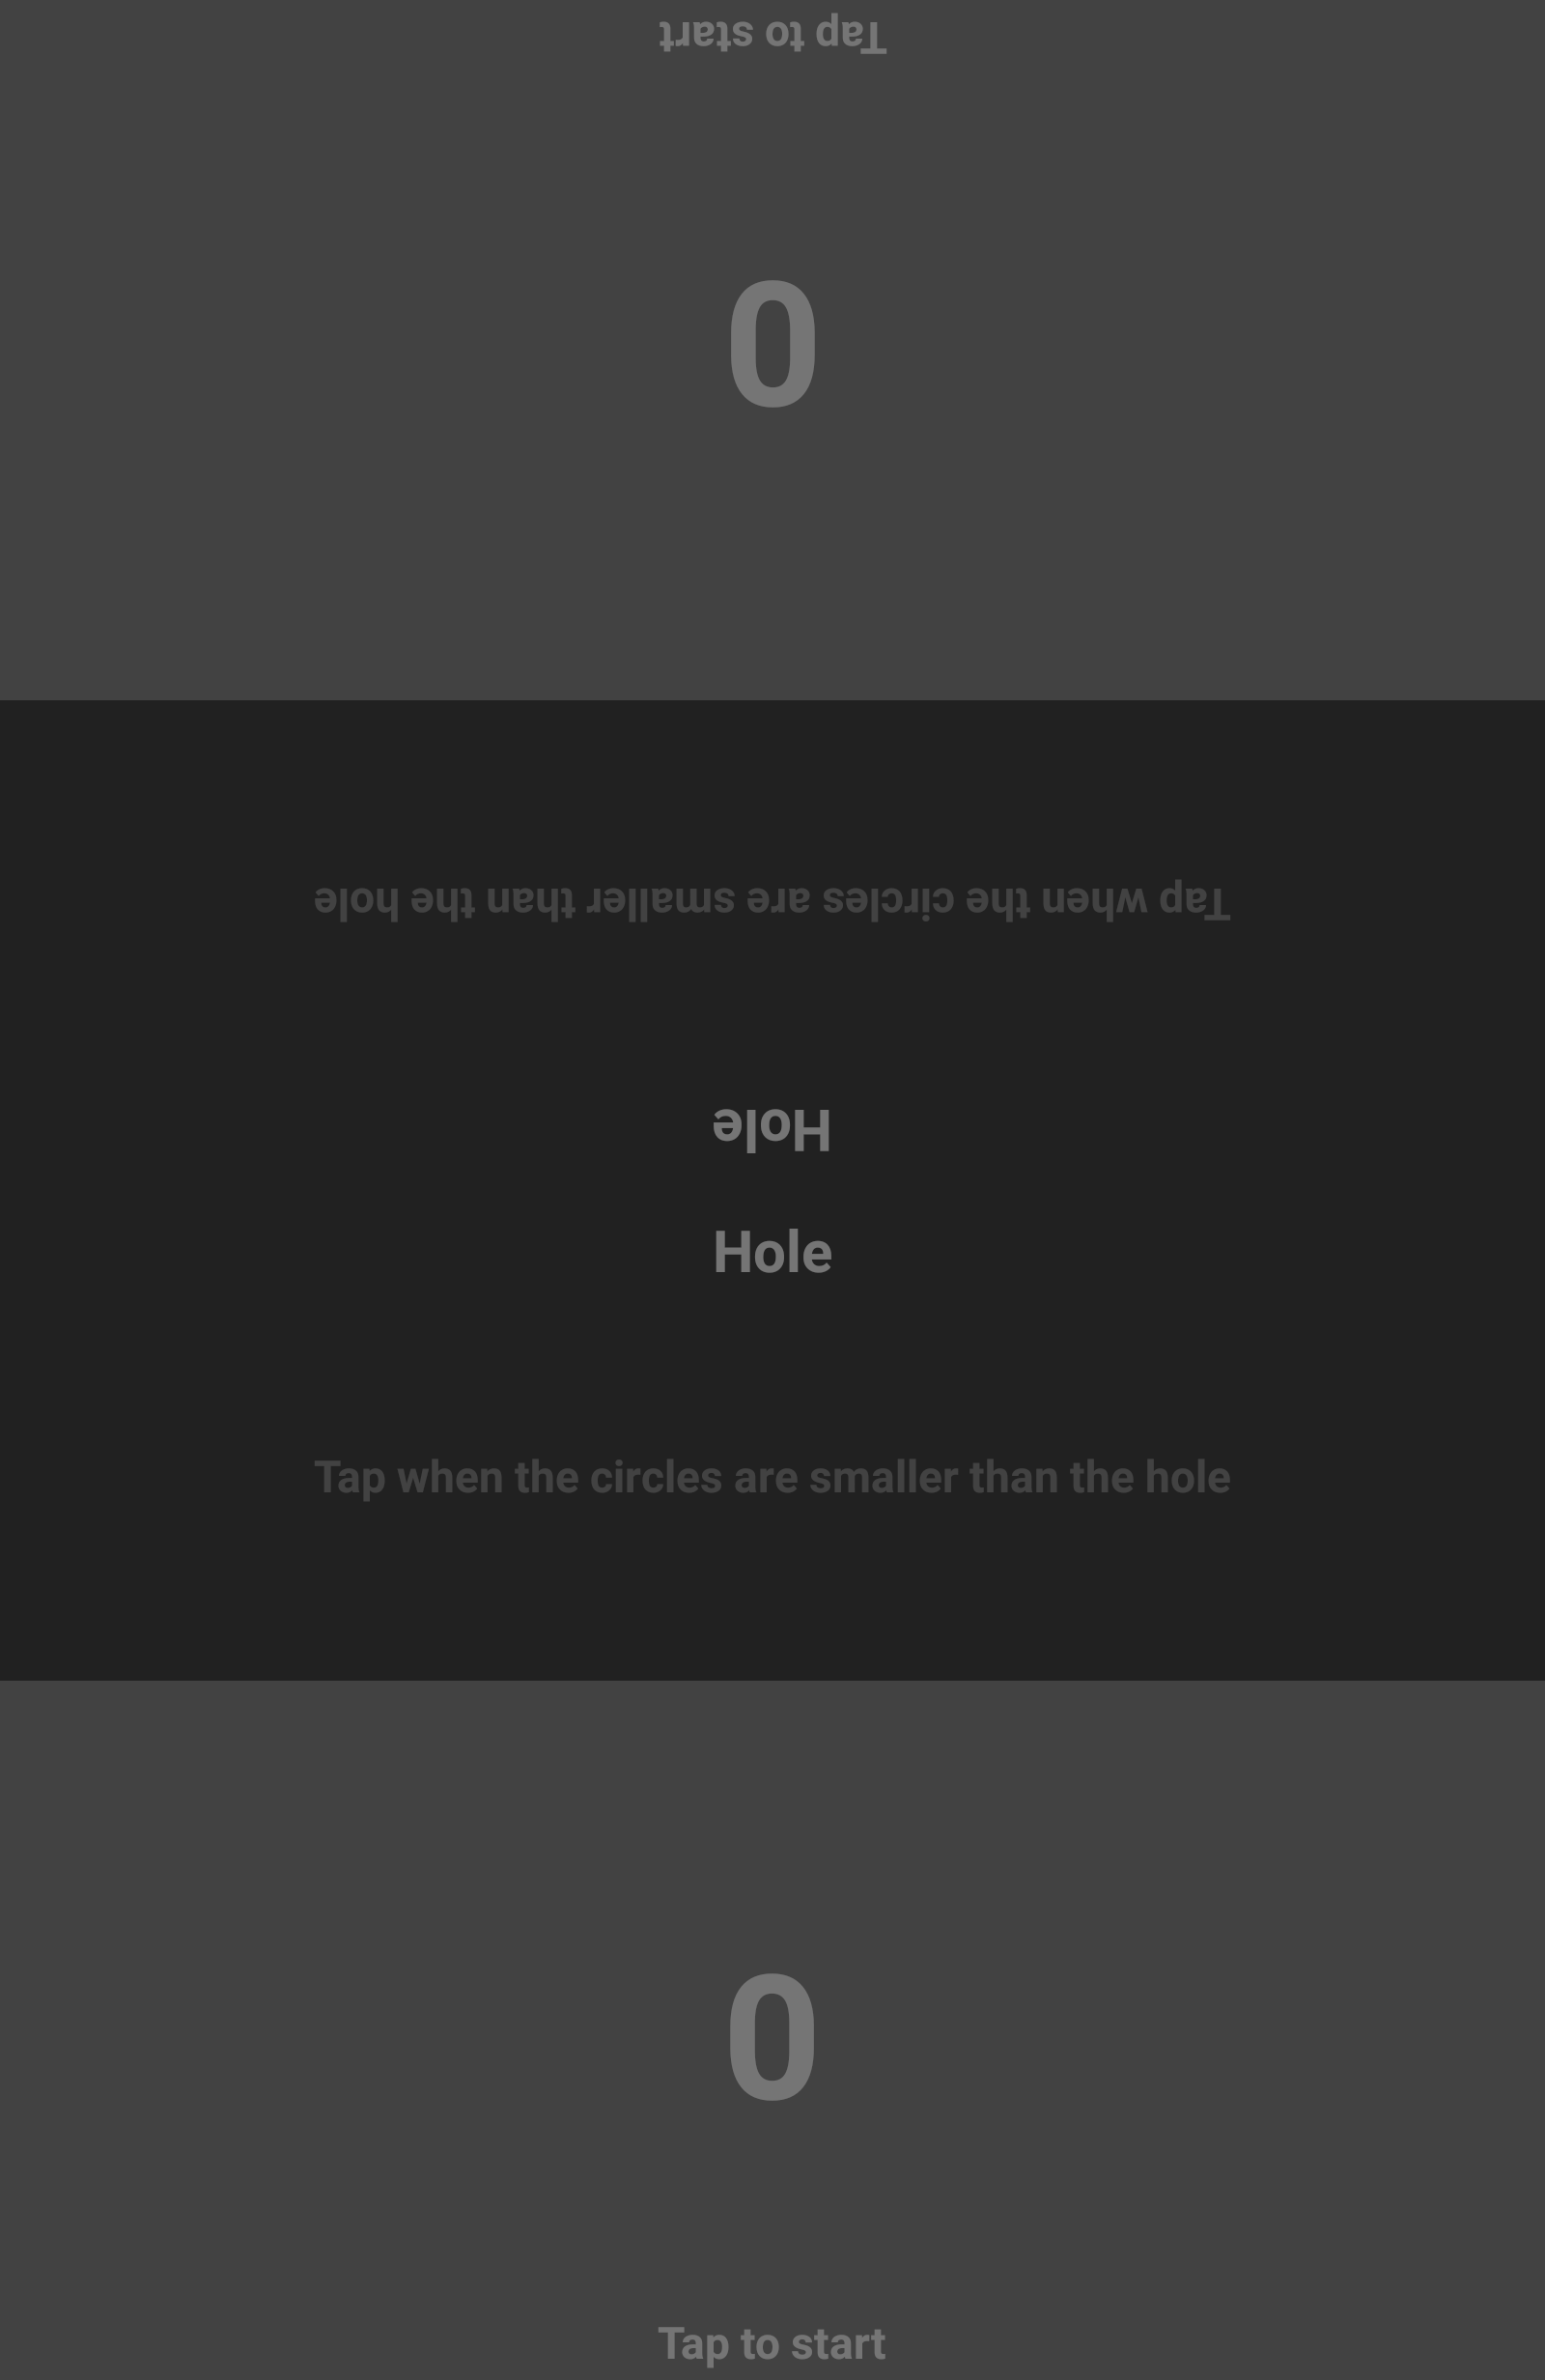 Tap to start
0
Tap when the circles are smaller than the hole
Hole
Hole
Tap when the circles are smaller than the hole
0
Tap to start